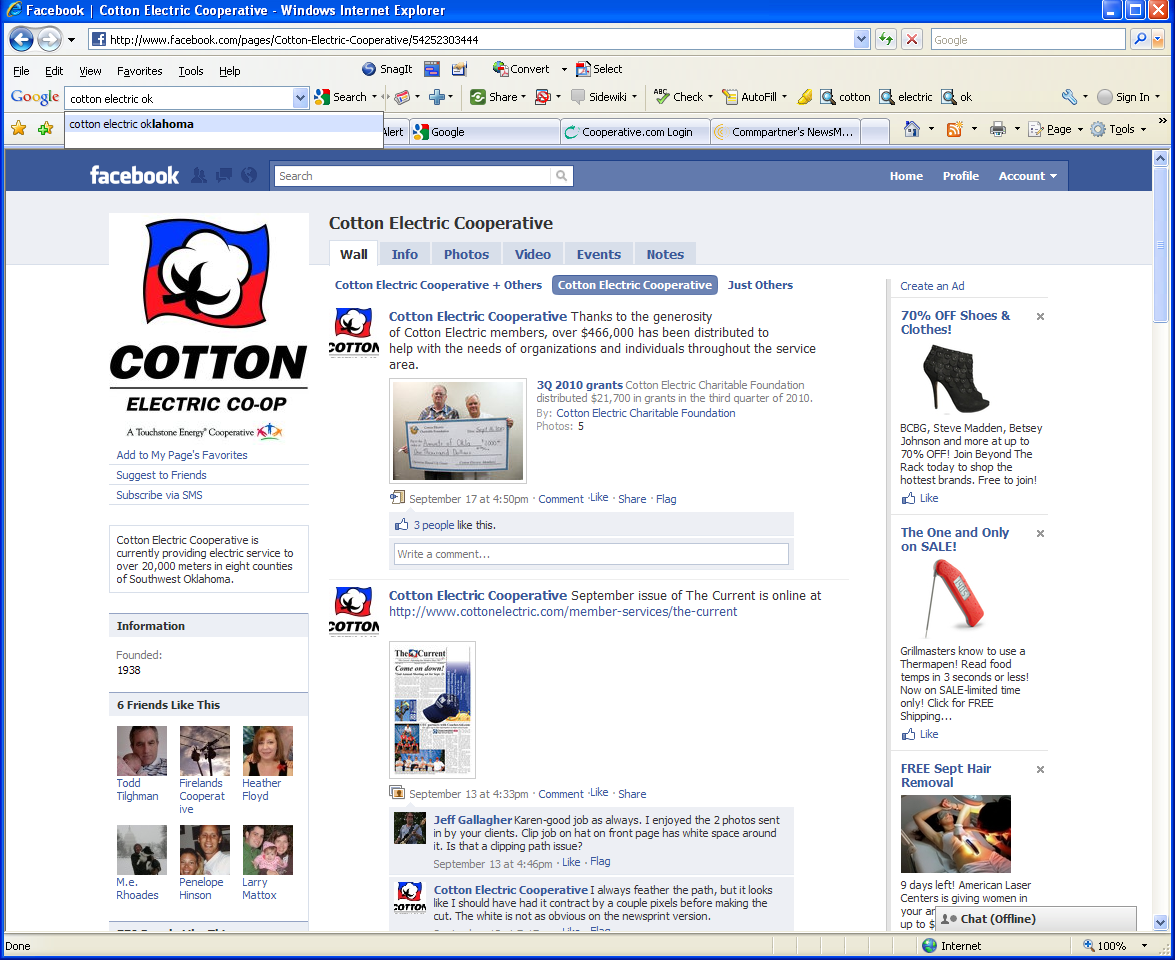 Facebook | Cotton Electric Cooperative - Windows Internet Explorer
http://www.facebook.com/pages/Cotton-Electric-Cooperative/54252303444
Google
File Edit View Favorites Tools Help
SnagIt
Convert
Select
Google
cotton electric ok
Search
Share
Sidewiki
ABC
Check
AutoFill
cotton
electric
ok
Sign In
cotton electric oklahoma
Alert
Google
Cooperative.com Login
Commpartner's NewsM...
Page
Tools
facebook
Search
Home Profile Account
COTTON
ELECTRIC CO-OP
A Touchstone Energy® Cooperative
Add to My Page's Favorites
Suggest to Friends
Subscribe via SMS
Cotton Electric Cooperative is
currently providing electric service to
over 20,000 meters in eight counties
of Southwest Oklahoma.
Information
Founded:
1938
6 Friends Like This
Todd
Tilghman
Firelands
Cooperat
ive
Heather
Floyd
M.e.
Rhoades
Penelope
Hinson
Larry
Mattox
Cotton Electric Cooperative
Wall Info Photos Video Events Notes
Cotton Electric Cooperative + Others Cotton Electric Cooperative Just Others
COTTON
Cotton Electric Cooperative Thanks to the generosity
of Cotton Electric members, over $466,000 has been distributed to
help with the needs of organizations and individuals throughout the service
area.
3Q 2010 grants Cotton Electric Charitable Foundation
distributed $21,700 in grants in the third quarter of 2010.
By: Cotton Electric Charitable Foundation
Photos: 5
One Thousand Dollars
September 17 at 4:50pm · Comment · Like · Share · Flag
3 people like this.
Write a comment...
COTTON
Cotton Electric Cooperative September issue of The Current is online at
http://www.cottonelectric.com/member-services/the-current
The Current
Come on down!
September 13 at 4:33pm · Comment · Like · Share
Jeff Gallagher Karen-good job as always. I enjoyed the 2 photos sent
in by your clients. Clip job on hat on front page has white space around
it. Is that a clipping path issue?
September 13 at 4:46pm · Like · Flag
COTTON
Cotton Electric Cooperative I always feather the path, but it looks
like I should have had it contract by a couple pixels before making the
cut. The white is not as obvious on the newsprint version.
Create an Ad
70% OFF Shoes &
Clothes!
BCBG, Steve Madden, Betsey
Johnson and more at up to
70% OFF! Join Beyond The
Rack today to shop the
hottest brands. Free to join!
Like
The One and Only
on SALE!
Grillmasters know to use a
Thermapen! Read food
temps in 3 seconds or less!
Now on SALE-limited time
only! Click for FREE
Shipping...
Like
FREE Sept Hair
Removal
9 days left! American Laser
Centers is giving women in
your ar
up to $
Chat (Offline)
Done
Internet
100%